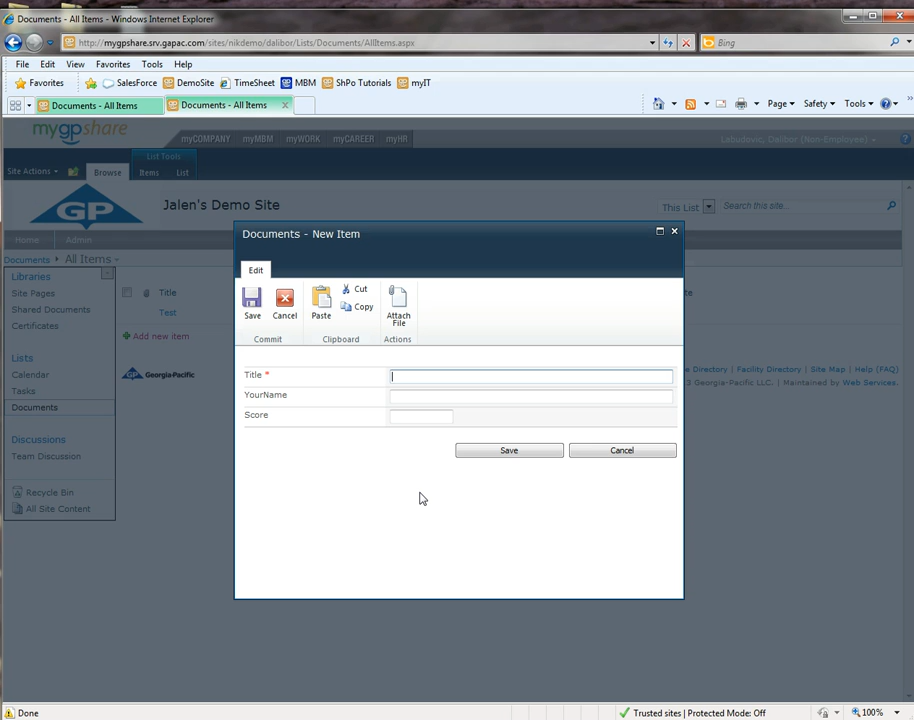 Documents - All Items - Windows Internet Explorer
http://mygpshare.srv.gapac.com/sites/nikdemo/dalibor/Lists/Documents/AllItems.aspx
Bing
File Edit View Favorites Tools Help
Favorites SalesForce DemoSite TimeSheet MBM ShPo Tutorials myIT
Documents - All Items Documents - All Items
Page Safety Tools
mygpshare myCOMPANY myMBM myWORK myCAREER myHR Labudovic, Dalibor (Non-Employee)
List Tools
Site Actions Browse Items List
GP Jalen's Demo Site This List Search this site...
Home Admin
Documents All Items
Documents - New Item
Edit
Save Cancel Paste Cut Copy Attach File
Commit Clipboard Actions
Title *
YourName
Score
Save Cancel
Libraries
Site Pages
Shared Documents
Certificates
Lists
Calendar
Tasks
Documents
Discussions
Team Discussion
Recycle Bin
All Site Content
Title
Test
Add new item
Georgia-Pacific
Directory | Facility Directory | Site Map | Help (FAQ)
3 Georgia-Pacific LLC. | Maintained by Web Services.
Done Trusted sites | Protected Mode: Off 100%